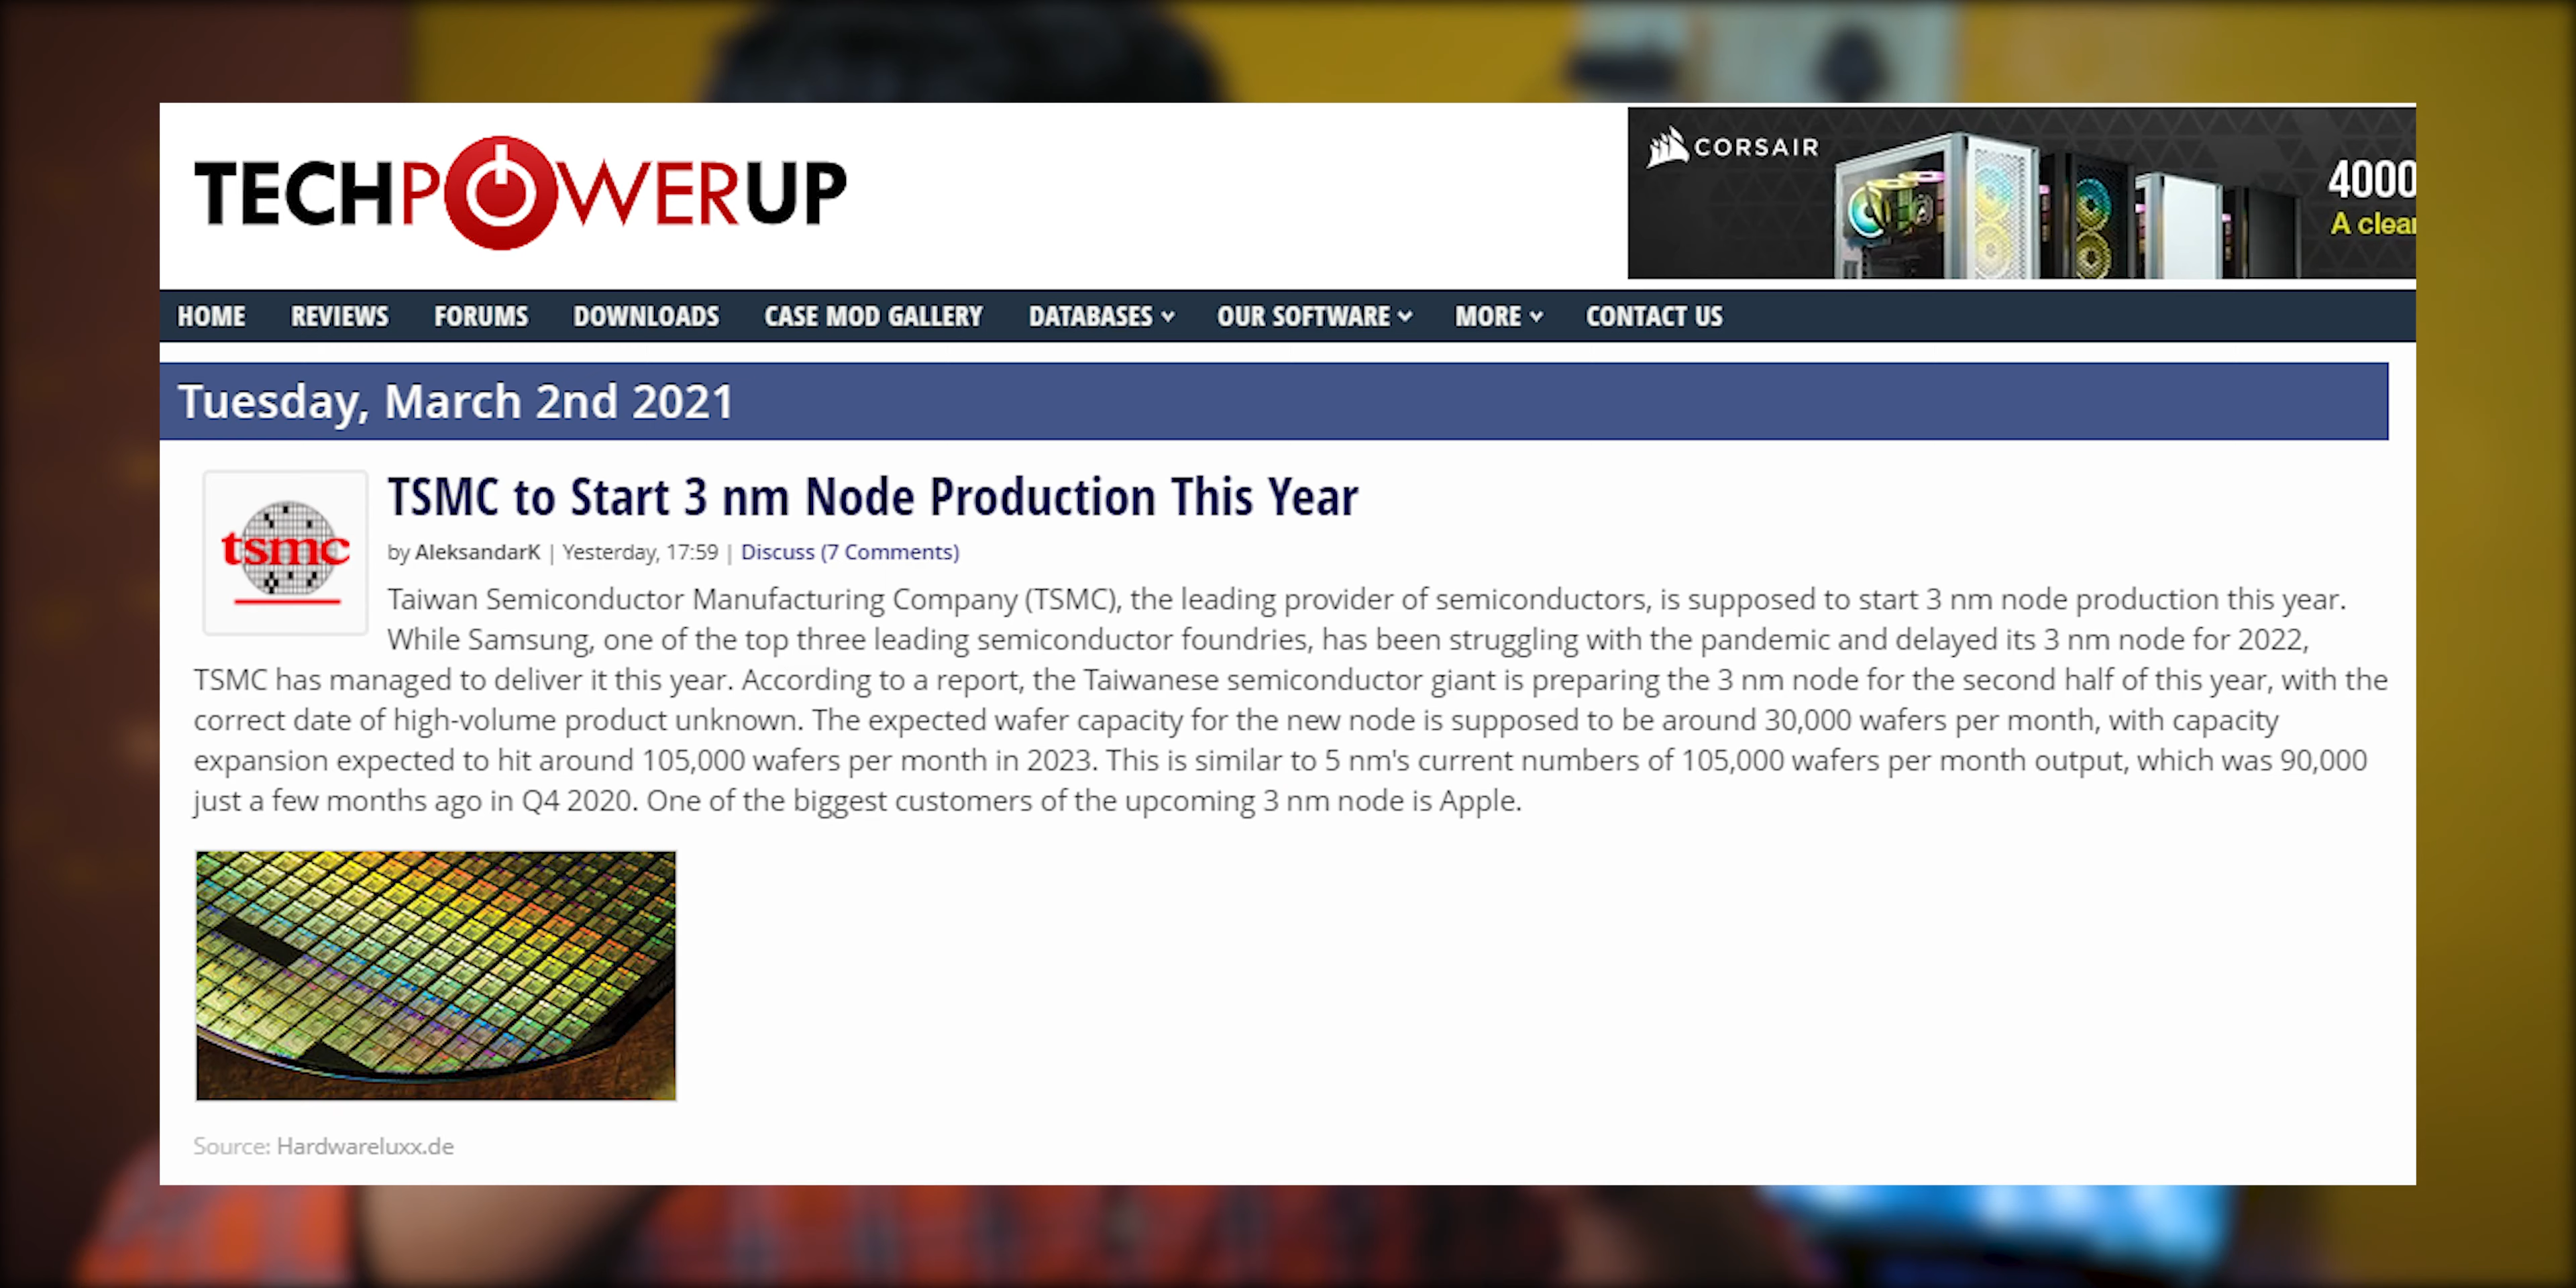 TECHPOWERUP
CORSAIR
4000
A clear
HOME REVIEWS FORUMS DOWNLOADS CASE MOD GALLERY DATABASES OUR SOFTWARE MORE CONTACT US
Tuesday, March 2nd 2021
tsmc
TSMC to Start 3 nm Node Production This Year
by AleksandarK | Yesterday, 17:59 | Discuss (7 Comments)
Taiwan Semiconductor Manufacturing Company (TSMC), the leading provider of semiconductors, is supposed to start 3 nm node production this year.
While Samsung, one of the top three leading semiconductor foundries, has been struggling with the pandemic and delayed its 3 nm node for 2022,
TSMC has managed to deliver it this year. According to a report, the Taiwanese semiconductor giant is preparing the 3 nm node for the second half of this year, with the
correct date of high-volume product unknown. The expected wafer capacity for the new node is supposed to be around 30,000 wafers per month, with capacity
expansion expected to hit around 105,000 wafers per month in 2023. This is similar to 5 nm's current numbers of 105,000 wafers per month output, which was 90,000
just a few months ago in Q4 2020. One of the biggest customers of the upcoming 3 nm node is Apple.
Source: Hardwareluxx.de